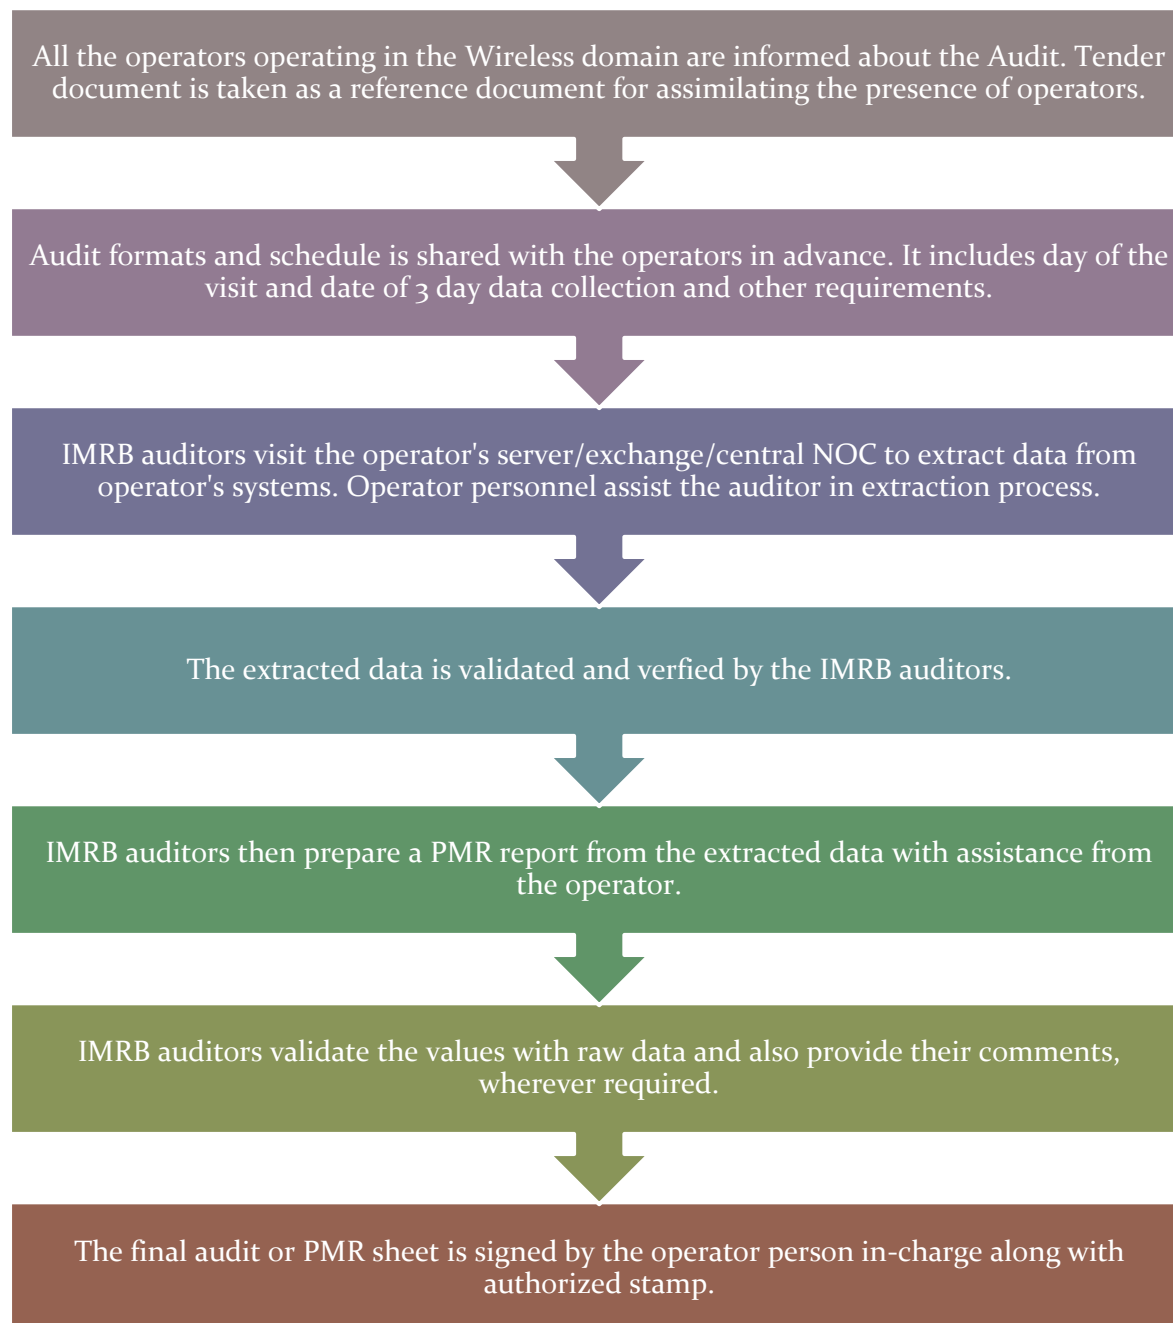 All the operators operating in the Wireless domain are informed about the Audit. Tender
document is taken as a reference document for assimilating the presence of operators.
Audit formats and schedule is shared with the operators in advance. It includes day of the
visit and date of 3 day data collection and other requirements.
IMRB auditors visit the operator's server/exchange/central NOC to extract data from
operator's systems. Operator personnel assist the auditor in extraction process.
The extracted data is validated and verfied by the IMRB auditors.
IMRB auditors then prepare a PMR report from the extracted data with assistance from
the operator.
IMRB auditors validate the values with raw data and also provide their comments,
wherever required.
The final audit or PMR sheet is signed by the operator person in-charge along with
authorized stamp.